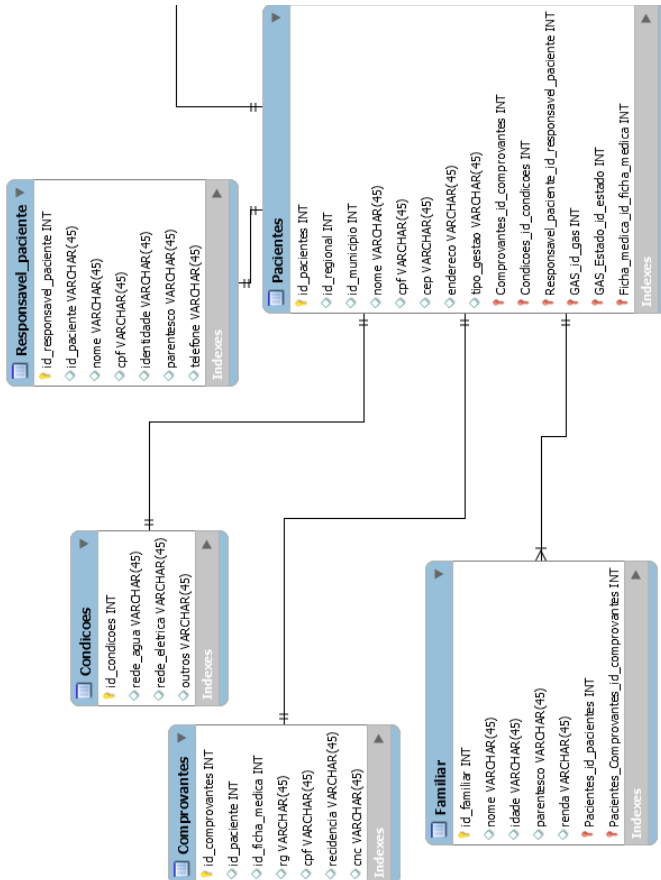 Responsavel_paciente
id_responsavel_paciente INT
id_paciente VARCHAR(45)
nome VARCHAR(45)
cpf VARCHAR(45)
identidade VARCHAR(45)
parentesco VARCHAR(45)
telefone VARCHAR(45)
Indexes
Condicoes
id_condicoes INT
rede_agua VARCHAR(45)
rede_eletrica VARCHAR(45)
outros VARCHAR(45)
Indexes
Comprovantes
id_comprovantes INT
id_paciente INT
id_ficha_medica INT
rg VARCHAR(45)
cpf VARCHAR(45)
recidencia VARCHAR(45)
cnc VARCHAR(45)
Indexes
Pacientes
id_pacientes INT
id_regional INT
id_municipio INT
nome VARCHAR(45)
cpf VARCHAR(45)
cep VARCHAR(45)
endereco VARCHAR(45)
tipo_gestao VARCHAR(45)
Comprovantes_id_comprovantes INT
Condicoes_id_condicoes INT
Responsavel_paciente_id_responsavel_paciente INT
GAS_id_gas INT
GAS_Estado_id_estado INT
Ficha_medica_id_ficha_medica INT
Indexes
Familiar
id_familiar INT
nome VARCHAR(45)
idade VARCHAR(45)
parentesco VARCHAR(45)
renda VARCHAR(45)
Pacientes_id_pacientes INT
Pacientes_Comprovantes_id_comprovantes INT
Indexes